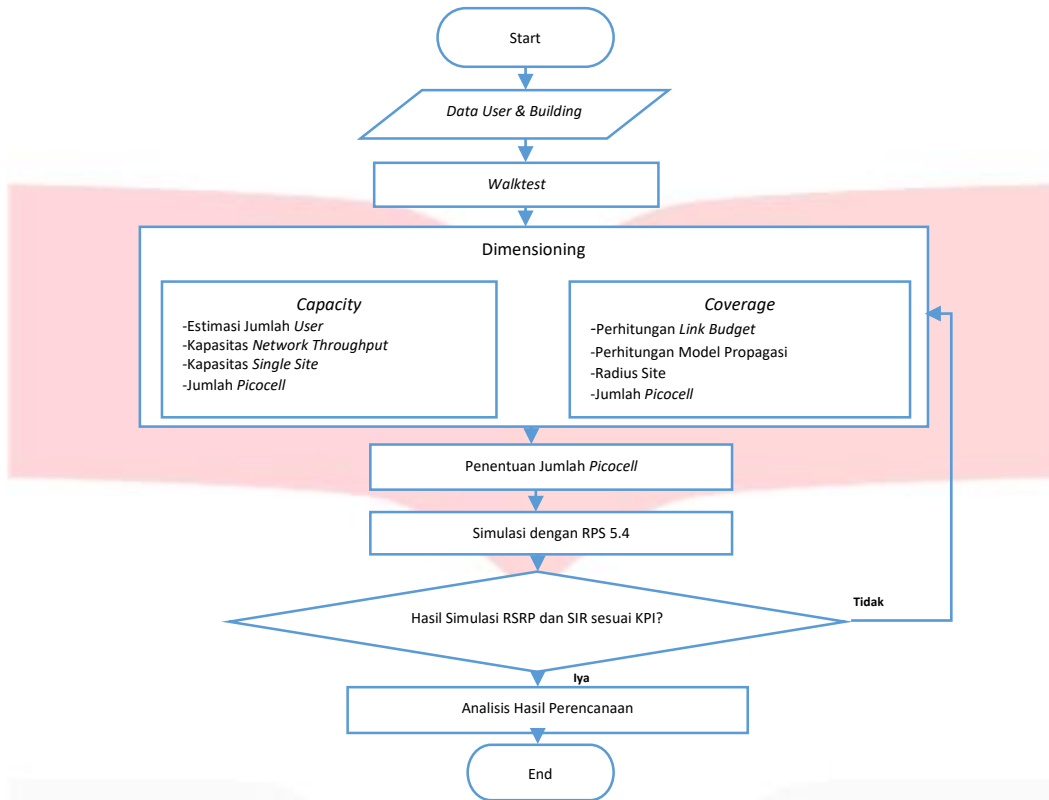 Start
Data User & Building
Walktest
Dimensioning
Capacity
-Estimasi Jumlah User
-Kapasitas Network Throughput
-Kapasitas Single Site
-Jumlah Picocell
Coverage
-Perhitungan Link Budget
-Perhitungan Model Propagasi
-Radius Site
-Jumlah Picocell
Penentuan Jumlah Picocell
Simulasi dengan RPS 5.4
Hasil Simulasi RSRP dan SIR sesuai KPI?
Tidak
Iya
Analisis Hasil Perencanaan
End